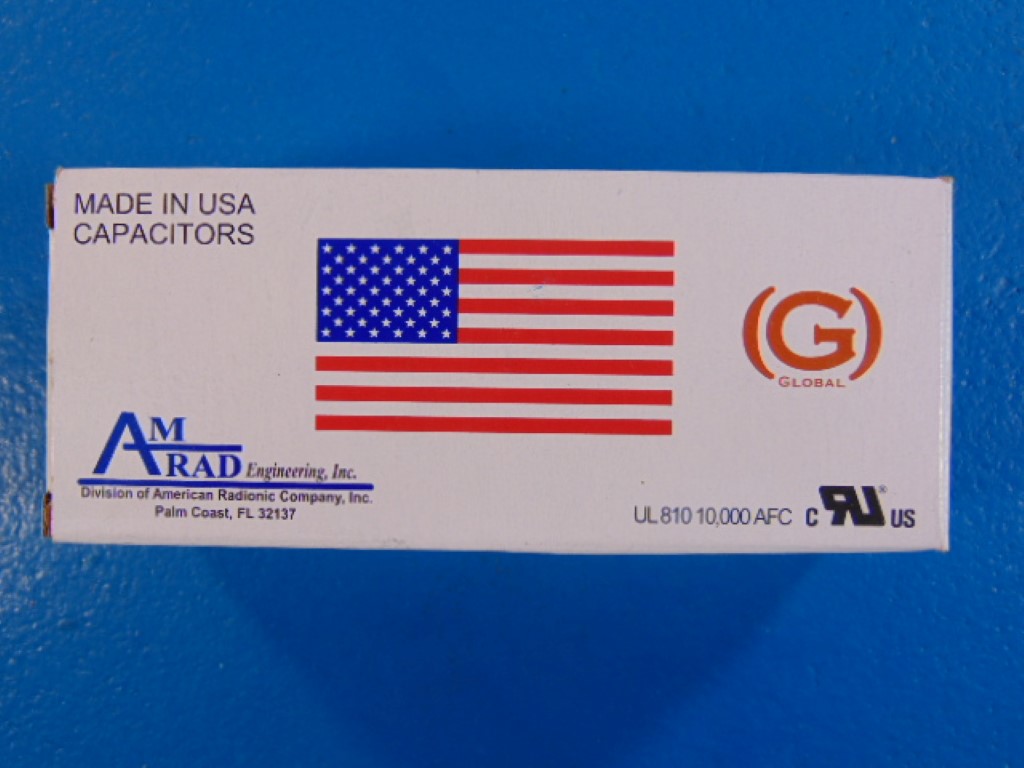 MADE IN USA
CAPACITORS
(G)
GLOBAL
AM
RAD Engineering, Inc.
Division of American Radionic Company, Inc.
Palm Coast, FL 32137
UL 810 10,000 AFC C RU® US